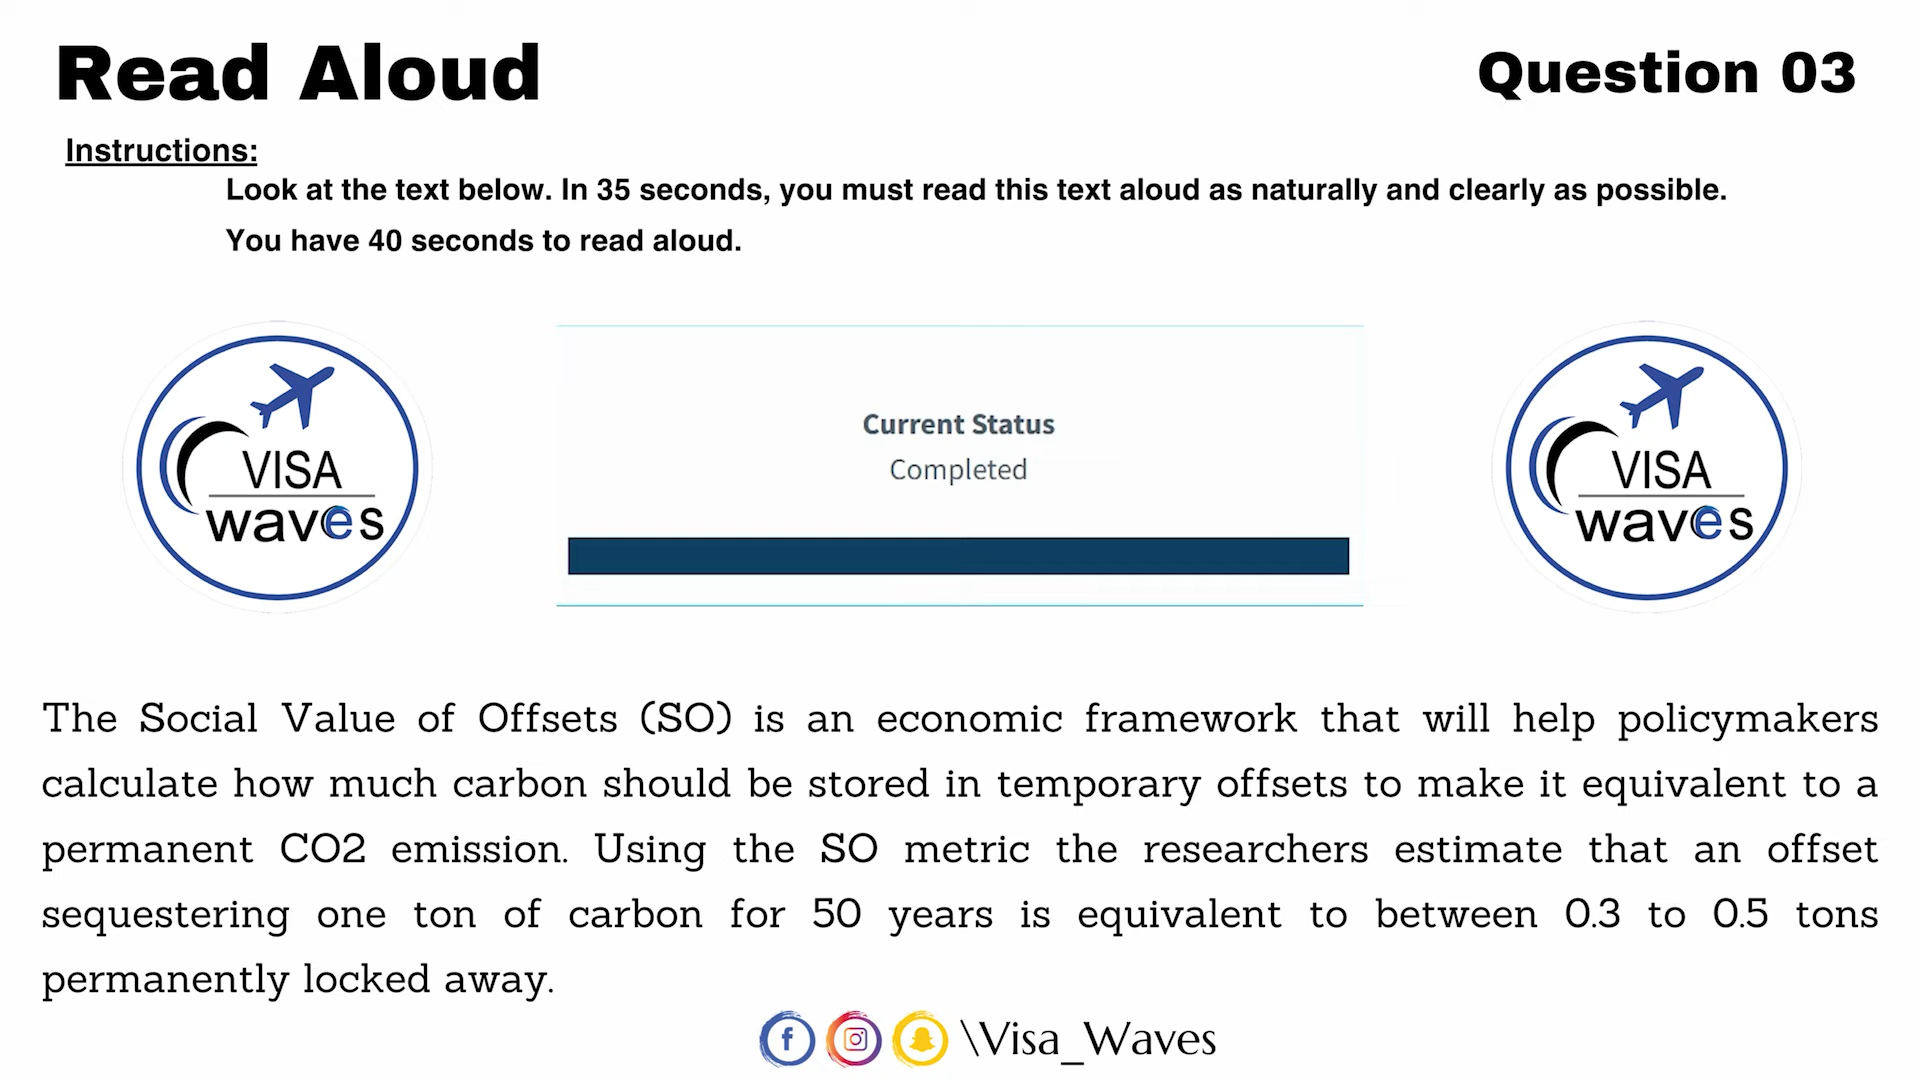 Read Aloud
Question 03
Instructions:
Look at the text below. In 35 seconds, you must read this text aloud as naturally and clearly as possible.
You have 40 seconds to read aloud.
VISA
waves
Current Status
Completed
VISA
waves
The Social Value of Offsets (SO) is an economic framework that will help policymakers
calculate how much carbon should be stored in temporary offsets to make it equivalent to a
permanent CO2 emission. Using the SO metric the researchers estimate that an offset
sequestering one ton of carbon for 50 years is equivalent to between 0.3 to 0.5 tons
permanently locked away.
\Visa_Waves